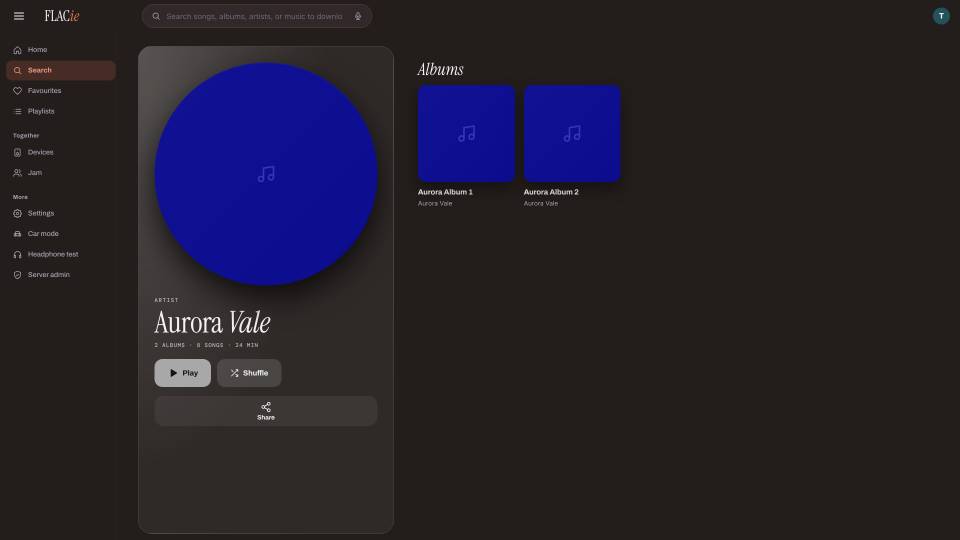 FLACie
Search songs, albums, artists, or music to downlo
T
Home
Search
Favourites
Playlists
Together
Devices
Jam
More
Settings
Car mode
Headphone test
Server admin
ARTIST
Aurora Vale
2 ALBUMS · 8 SONGS · 24 MIN
Play
Shuffle
Share
Albums
Aurora Album 1
Aurora Vale
Aurora Album 2
Aurora Vale